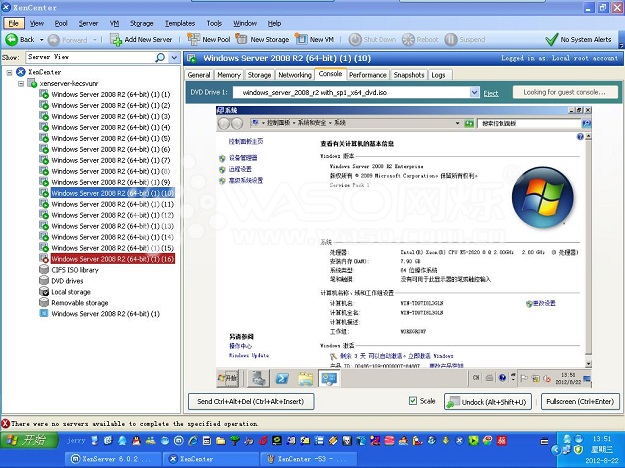 XenCenter
File View Pool Server VM Storage Templates Tools Window Help
Back Forward Add New Server New Pool New Storage New VM Shut Down Reboot Suspend No System Alerts
Show: Server View
Windows Server 2008 R2 (64-bit) (1) (10) Logged in as: Local root account
General Memory Storage Networking Console Performance Snapshots Logs
DVD Drive 1: windows_server_2008_r2 with_sp1_x64_dvd.iso Eject Looking for guest console...
XenCenter
xenserver-kecsvunr
Windows Server 2008 R2 (64-bit) (1) (1)
Windows Server 2008 R2 (64-bit) (1) (2)
Windows Server 2008 R2 (64-bit) (1) (3)
Windows Server 2008 R2 (64-bit) (1) (4)
Windows Server 2008 R2 (64-bit) (1) (5)
Windows Server 2008 R2 (64-bit) (1) (6)
Windows Server 2008 R2 (64-bit) (1) (7)
Windows Server 2008 R2 (64-bit) (1) (8)
Windows Server 2008 R2 (64-bit) (1) (9)
Windows Server 2008 R2 (64-bit) (1) (10)
Windows Server 2008 R2 (64-bit) (1) (11)
Windows Server 2008 R2 (64-bit) (1) (12)
Windows Server 2008 R2 (64-bit) (1) (13)
Windows Server 2008 R2 (64-bit) (1) (14)
Windows Server 2008 R2 (64-bit) (1) (15)
Windows Server 2008 R2 (64-bit) (1) (16)
CIFS ISO library
DVD drives
Local storage
Removable storage
Windows Server 2008 R2 (64-bit) (1)
系统
控制面板 系统和安全 系统 搜索控制面板
控制面板主页
设备管理器
远程设置
高级系统设置
查看有关计算机的基本信息
Windows 版本
Windows Server 2008 R2 Enterprise
版权所有 © 2009 Microsoft Corporation。保留所有权利。
Service Pack 1
系统
处理器: Intel(R) Xeon(R) CPU E5-2620 0 @ 2.00GHz 2.00 GHz
安装内存(RAM): 7.90 GB
系统类型: 64 位操作系统
笔和触摸: 没有可用于此显示器的笔或触控输入
计算机名称、域和工作组设置
计算机名: 更改设置
计算机全名:
计算机描述:
工作组: WORKGROUP
Windows 激活
剩余 3 天 可以自动激活。立即激活 Windows
产品 ID: 更改产品密钥
另请参阅
操作中心
Windows Update
开始 CH 13:51
2012/8/22
Send Ctrl+Alt+Del (Ctrl+Alt+Insert) Scale Undock (Alt+Shift+U) Fullscreen (Ctrl+Enter)
There were no servers available to complete the specified operation.
开始 jerry 13:51
星期三
2012-8-22
XenServer 6.0.2 ... XenCenter XenCenter -53 - ...